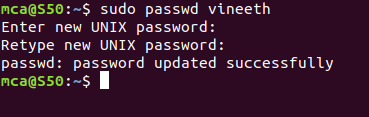 mca@S50:~$ sudo passwd vineeth
Enter new UNIX password:
Retype new UNIX password:
passwd: password updated successfully
mca@S50:~$